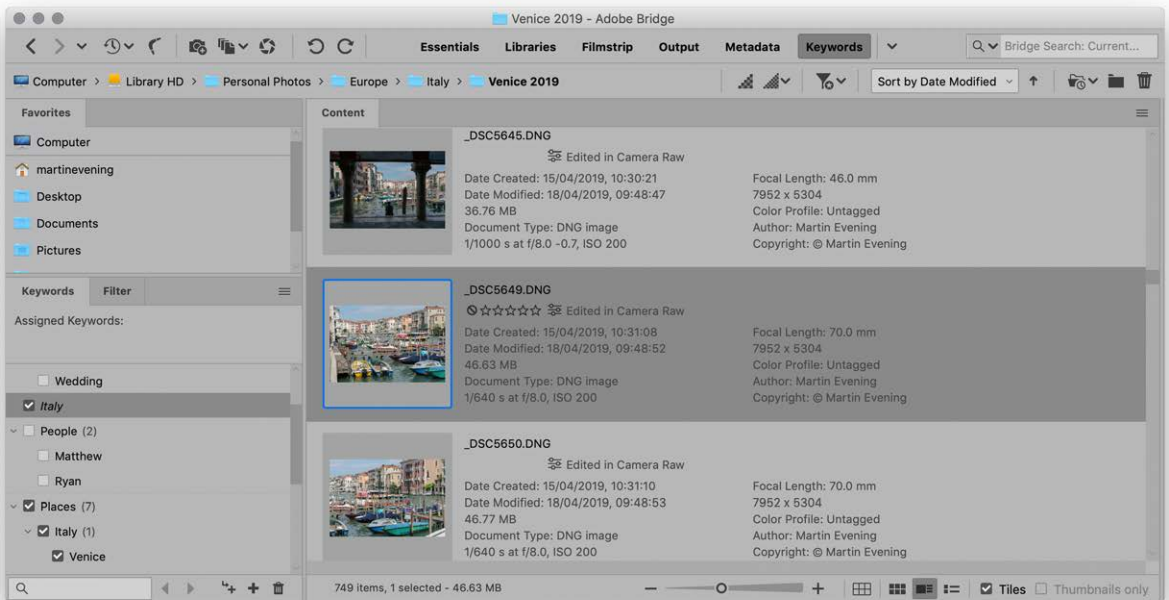 Venice 2019 - Adobe Bridge
Essentials Libraries Filmstrip Output Metadata Keywords Bridge Search: Current...
Computer > Library HD > Personal Photos > Europe > Italy > Venice 2019 Sort by Date Modified
Favorites
Computer
martinevening
Desktop
Documents
Pictures
Keywords Filter
Assigned Keywords:
Wedding
Italy
People (2)
Matthew
Ryan
Places (7)
Italy (1)
Venice
Content
_DSC5645.DNG
Edited in Camera Raw
Date Created: 15/04/2019, 10:30:21 Focal Length: 46.0 mm
Date Modified: 18/04/2019, 09:48:47 7952 x 5304
36.76 MB Color Profile: Untagged
Document Type: DNG image Author: Martin Evening
1/1000 s at f/8.0 -0.7, ISO 200 Copyright: © Martin Evening
_DSC5649.DNG
Edited in Camera Raw
Date Created: 15/04/2019, 10:31:08 Focal Length: 70.0 mm
Date Modified: 18/04/2019, 09:48:52 7952 x 5304
46.63 MB Color Profile: Untagged
Document Type: DNG image Author: Martin Evening
1/640 s at f/8.0, ISO 200 Copyright: © Martin Evening
_DSC5650.DNG
Edited in Camera Raw
Date Created: 15/04/2019, 10:31:10 Focal Length: 70.0 mm
Date Modified: 18/04/2019, 09:48:53 7952 x 5304
46.77 MB Color Profile: Untagged
Document Type: DNG image Author: Martin Evening
1/640 s at f/8.0, ISO 200 Copyright: © Martin Evening
749 items, 1 selected - 46.63 MB Tiles Thumbnails only